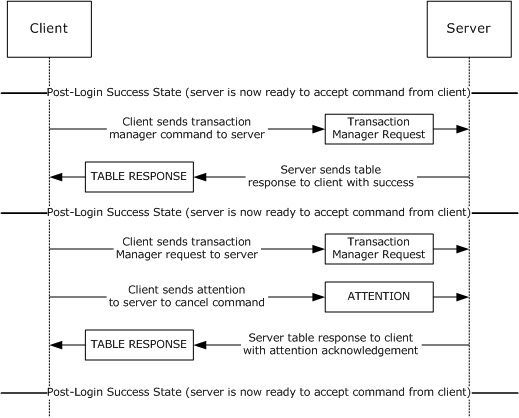 Client
Server
Post-Login Success State (server is now ready to accept command from client)
Client sends transaction
manager command to server
Transaction
Manager Request
TABLE RESPONSE
Server sends table
response to client with success
Post-Login Success State (server is now ready to accept command from client)
Client sends transaction
Manager request to server
Transaction
Manager Request
Client sends attention
to server to cancel command
ATTENTION
TABLE RESPONSE
Server table response to client
with attention acknowledgement
Post-Login Success State (server is now ready to accept command from client)